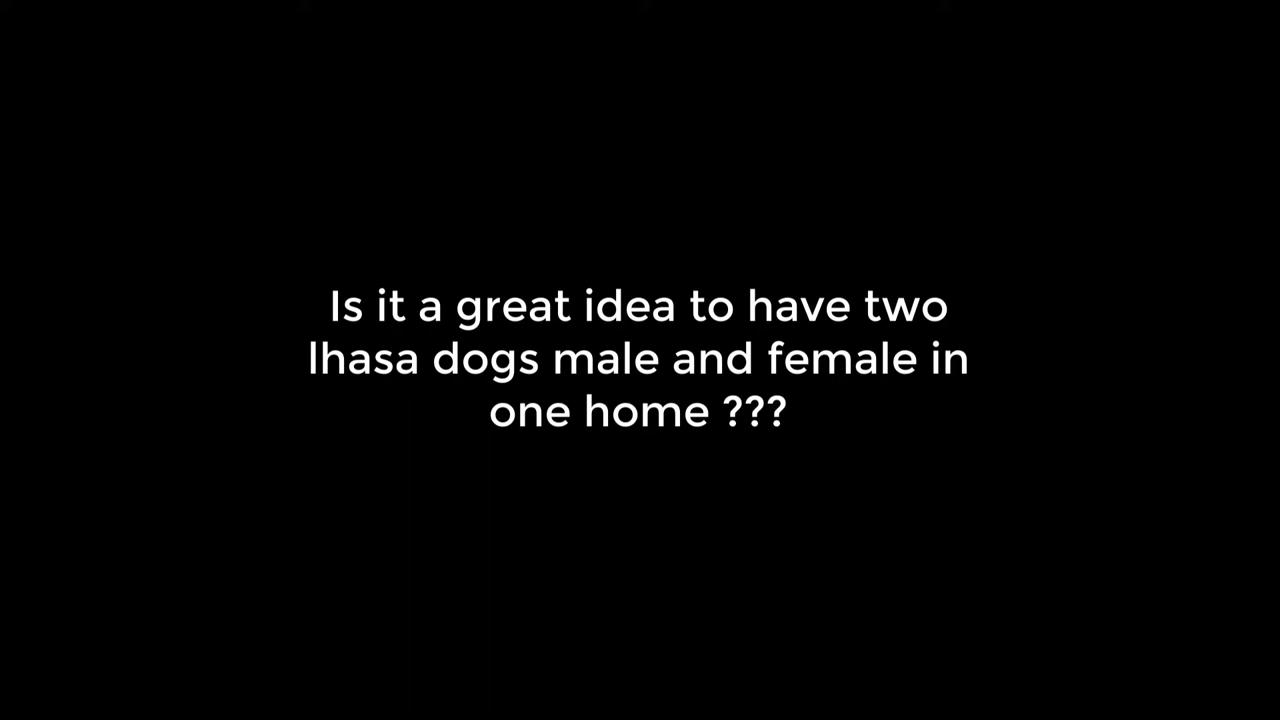 Is it a great idea to have two
lhasa dogs male and female in
one home ???